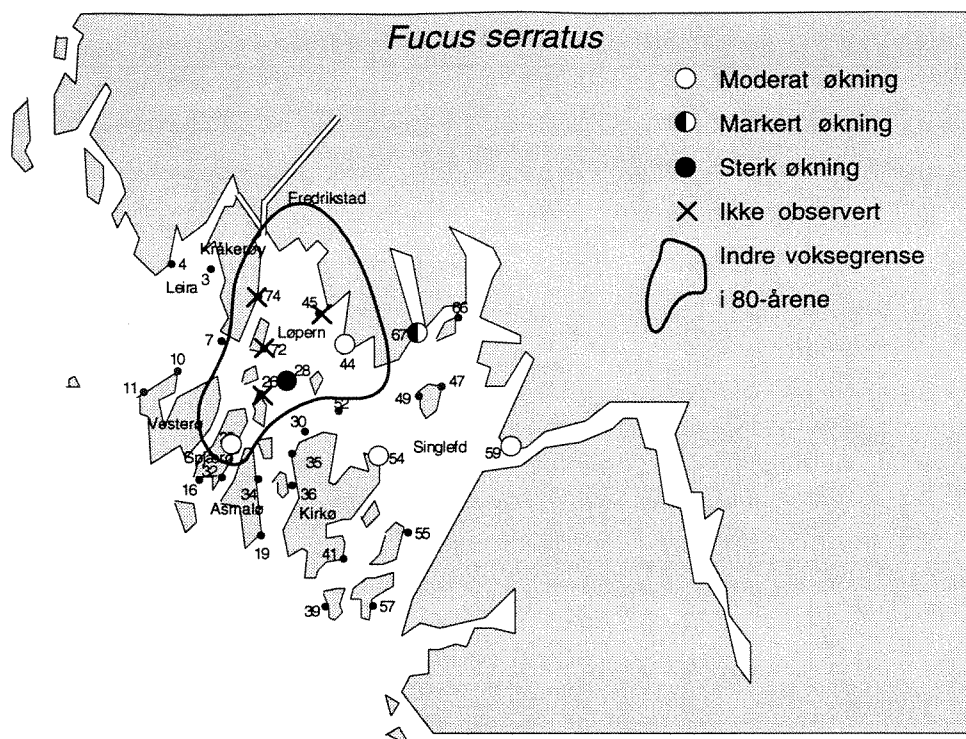 Fucus serratus
Moderat økning
Markert økning
Sterk økning
Ikke observert
Indre voksegrense
i 80-årene
Fredrikstad
Kråkerøy
4
3
Leira
74
45
Løpern
67
66
7
72
44
10
11
26
28
47
49
52
Vesterø
30
Singlefd
59
Spjærø
35
54
32
16
34
36
Asmalø
Kirkø
19
41
55
39
57